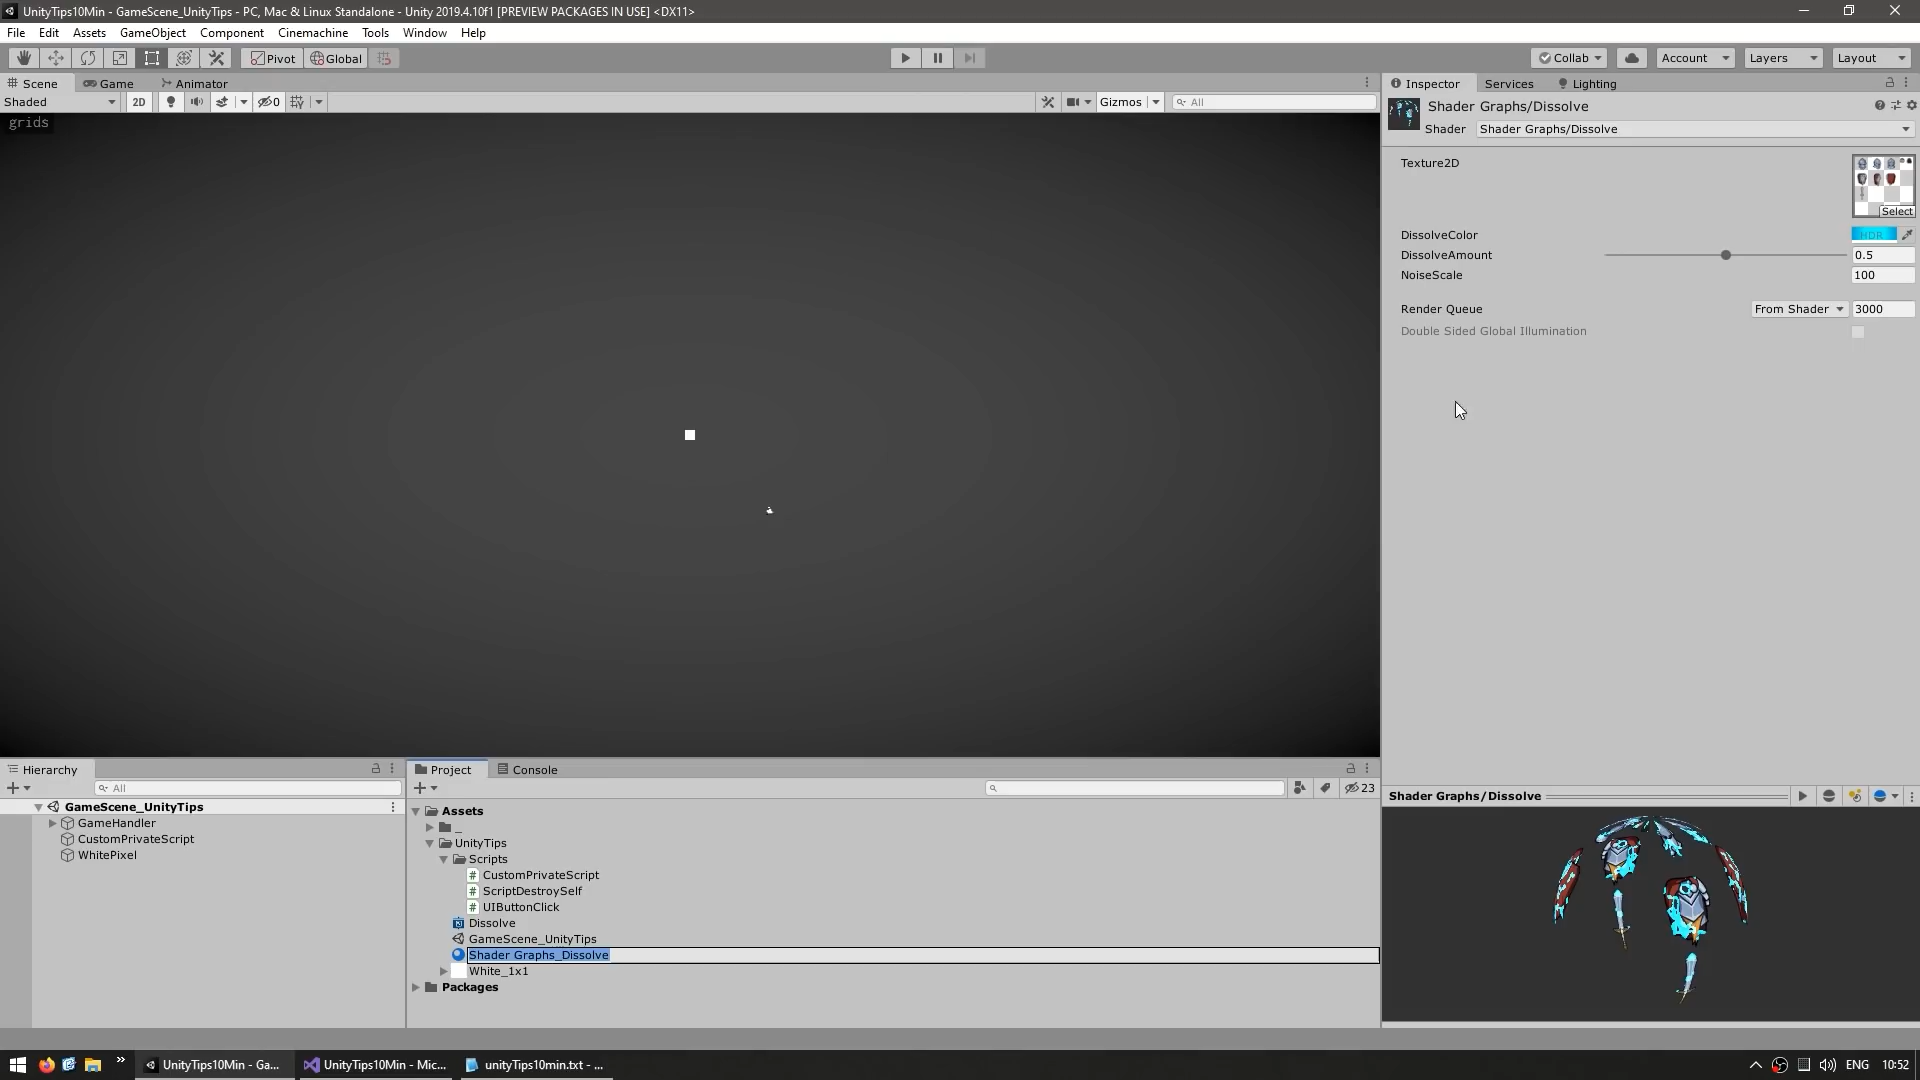 UnityTips10Min - GameScene_UnityTips - PC, Mac & Linux Standalone - Unity 2019.4.10f1 [PREVIEW PACKAGES IN USE] <DX11>
File Edit Assets GameObject Component Cinemachine Tools Window Help
Pivot Global Collab Account Layers Layout
Scene Game Animator
Shaded 2D 0 Gizmos All
grids
Inspector Services Lighting
Shader Graphs/Dissolve
Shader Shader Graphs/Dissolve
Texture2D
Select
DissolveColor HDR
DissolveAmount 0.5
NoiseScale 100
Render Queue From Shader 3000
Double Sided Global Illumination
Hierarchy
All
GameScene_UnityTips
GameHandler
CustomPrivateScript
WhitePixel
Project Console
23
Assets
_
UnityTips
Scripts
CustomPrivateScript
ScriptDestroySelf
UIButtonClick
Dissolve
GameScene_UnityTips
Shader Graphs_Dissolve
White_1x1
Packages
Shader Graphs/Dissolve
UnityTips10Min - Ga... UnityTips10Min - Mic... unityTips10min.txt - ... ENG 10:52